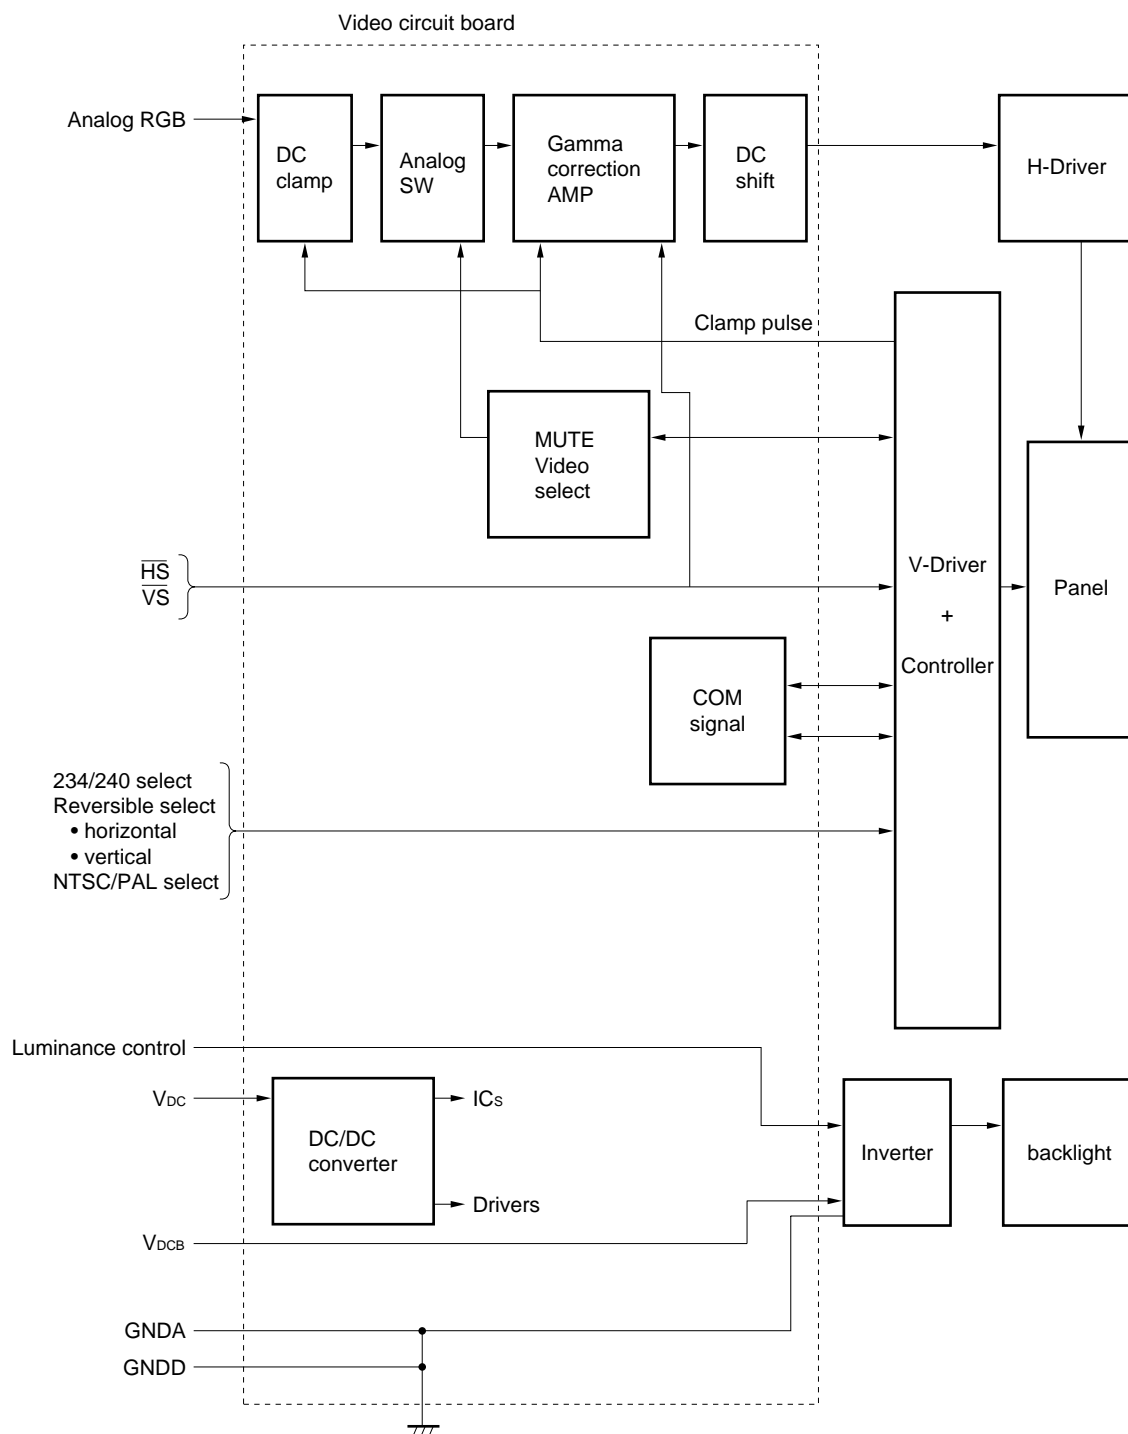 Video circuit board
Analog RGB
DC
clamp
Analog
SW
Gamma
correction
AMP
DC
shift
H-Driver
Clamp pulse
MUTE
Video
select
HS
VS
V-Driver
+
Controller
Panel
COM
signal
234/240 select
Reversible select
• horizontal
• vertical
NTSC/PAL select
Luminance control
VDC
ICS
DC/DC
converter
Drivers
Inverter
backlight
VDCB
GNDA
GNDD